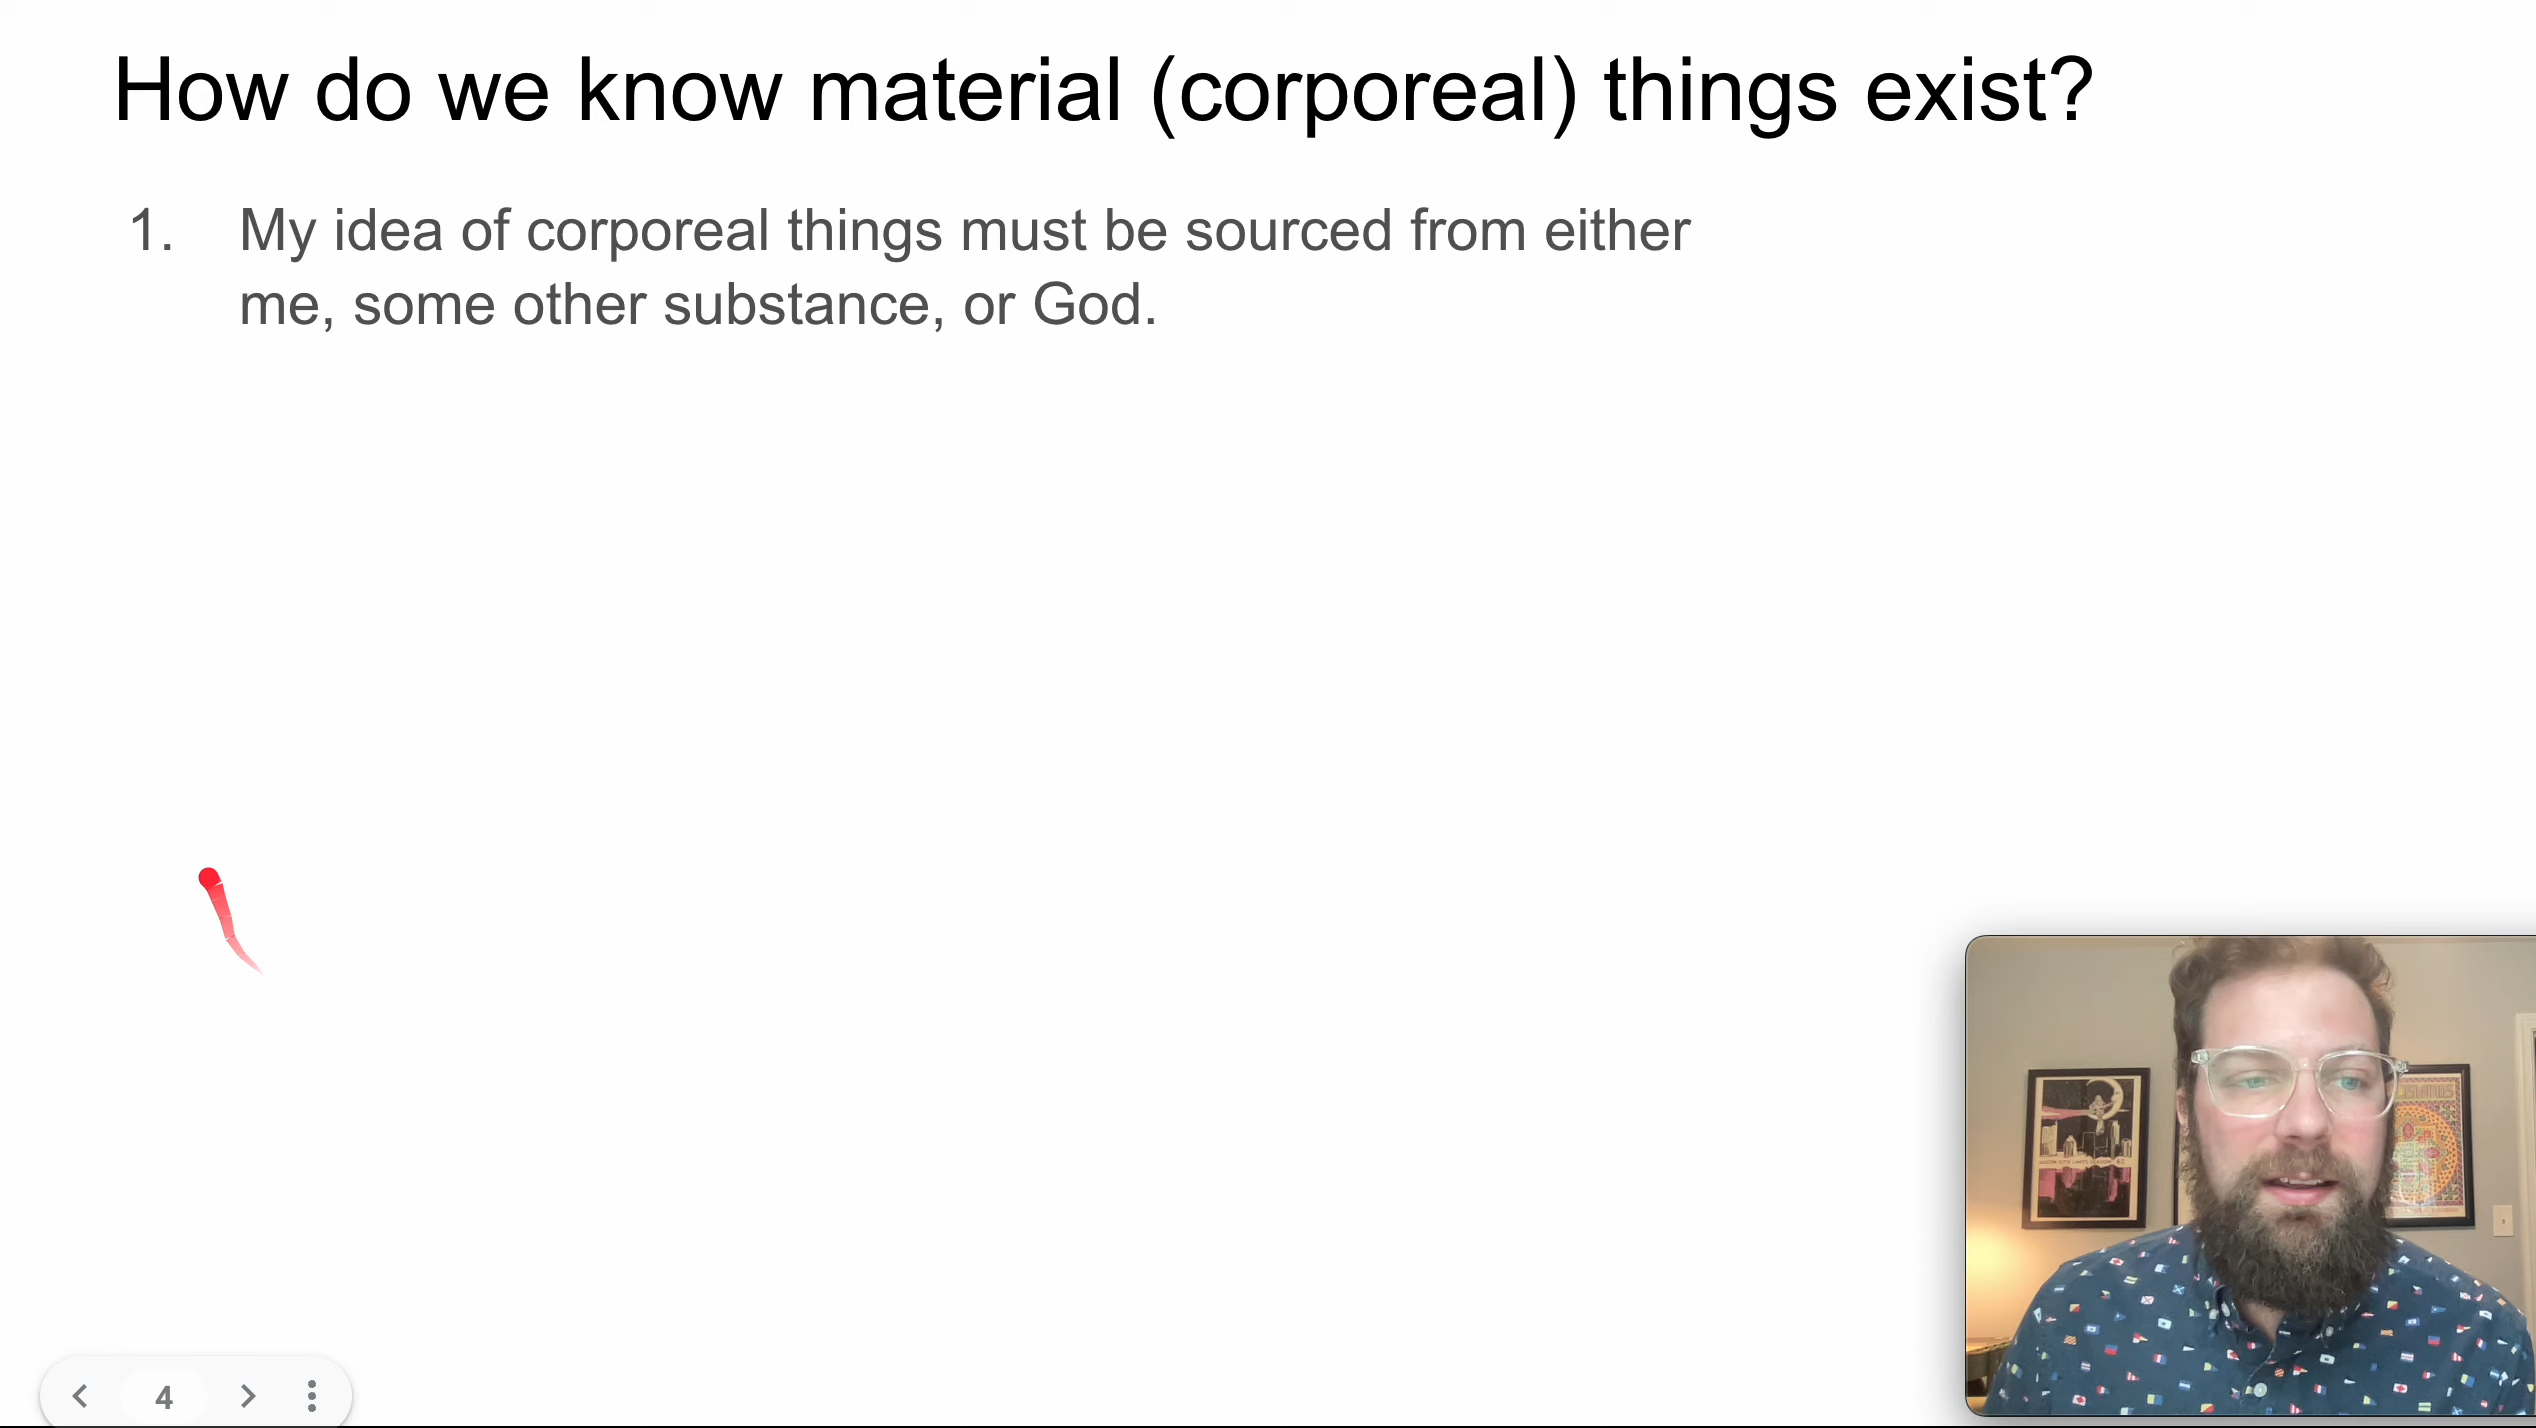 How do we know material (corporeal) things exist?
1. My idea of corporeal things must be sourced from either
me, some other substance, or God.
4